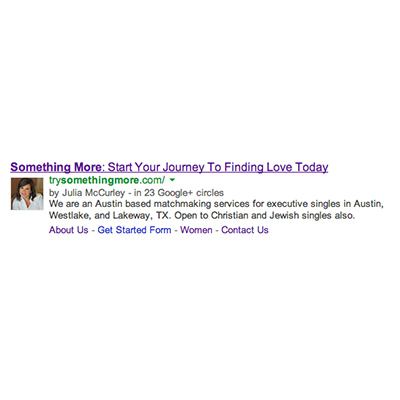 Something More: Start Your Journey To Finding Love Today
trysomethingmore.com/
by Julia McCurley - in 23 Google+ circles
We are an Austin based matchmaking services for executive singles in Austin,
Westlake, and Lakeway, TX. Open to Christian and Jewish singles also.
About Us - Get Started Form - Women - Contact Us